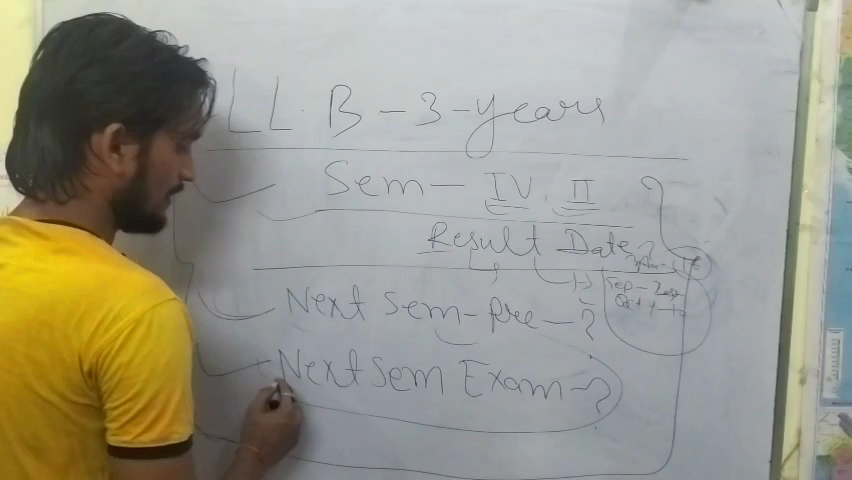 LL.B - 3 - years
Sem - IV, II
Result Date?
Next Sem - fee - ?
Next Sem Exam - ?